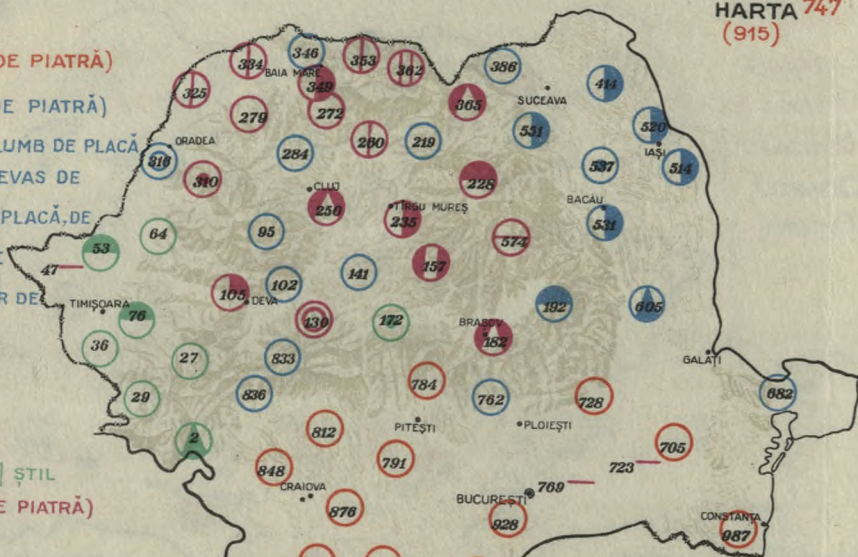 HARTA 747
(915)
DE PIATRĂ)
DE PIATRĂ)
LUMB DE PLACĂ
EVAS DE
PLACĂ, DE
R DE
ȘTIL
E PIATRĂ)
334
346
353
362
386
BAIA MARE
349
325
365
SUCEAVA
414
279
272
520
551
IAȘI
ORADEA
260
219
316
284
537
514
310
228
CLUJ
250
TÎRGU MUREȘ
235
BACĂU
531
64
95
574
53
157
47
141
102
105
DEVA
192
605
TIMIȘOARA
76
130
172
BRAȘOV
182
36
27
833
GALAȚI
784
29
836
762
728
682
PITEȘTI
PLOIEȘTI
2
812
705
848
791
723
CRAIOVA
769
BUCUREȘTI
876
928
CONSTANȚA
987